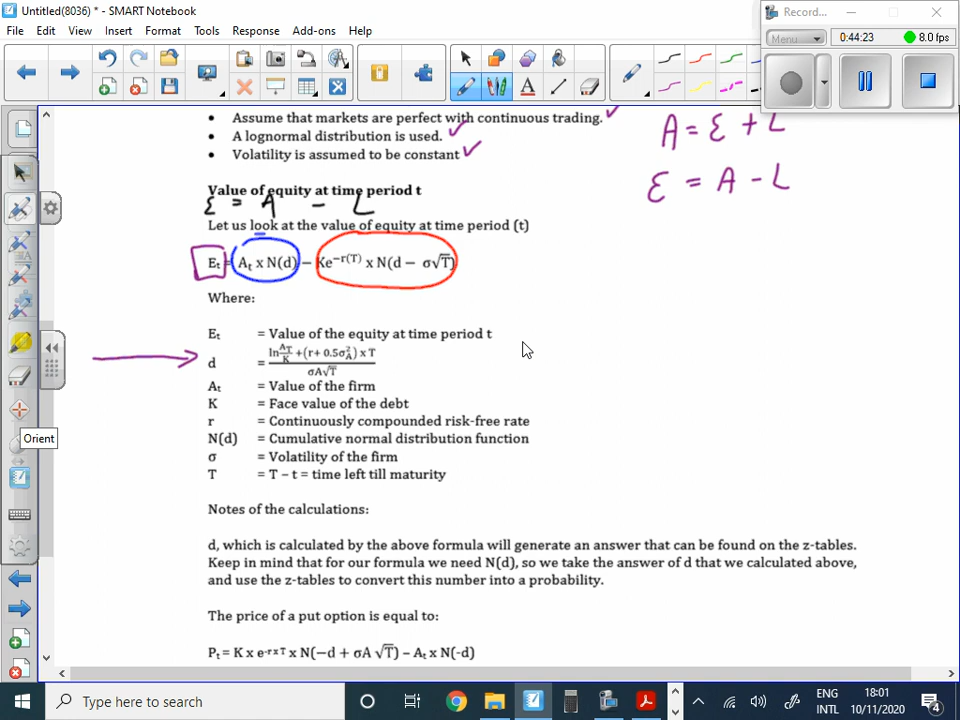 Untitled(8036) * - SMART Notebook
Record...
File Edit View Insert Format Tools Response Add-ons Help
Menu 0:44:23 8.0 fps
• Assume that markets are perfect with continuous trading.
• A lognormal distribution is used.
• Volatility is assumed to be constant
A = E + L
E = A - L
Value of equity at time period t
E = A - L
Let us look at the value of equity at time period (t)
Eₜ = Aₜ x N(d) – Ke^–r(T) x N(d – σ√T)
Where:
Eₜ = Value of the equity at time period t
d = ln A_T/K + (r+ 0.5σ²_A) x T / σA√T
Aₜ = Value of the firm
K = Face value of the debt
r = Continuously compounded risk-free rate
N(d) = Cumulative normal distribution function
Orient
σ = Volatility of the firm
T = T – t = time left till maturity
Notes of the calculations:
d, which is calculated by the above formula will generate an answer that can be found on the z-tables.
Keep in mind that for our formula we need N(d), so we take the answer of d that we calculated above,
and use the z-tables to convert this number into a probability.
The price of a put option is equal to:
Pₜ = K x e^-r x T x N(–d + σA √T) – Aₜ x N(-d)
Type here to search
ENG
INTL
18:01
10/11/2020
4